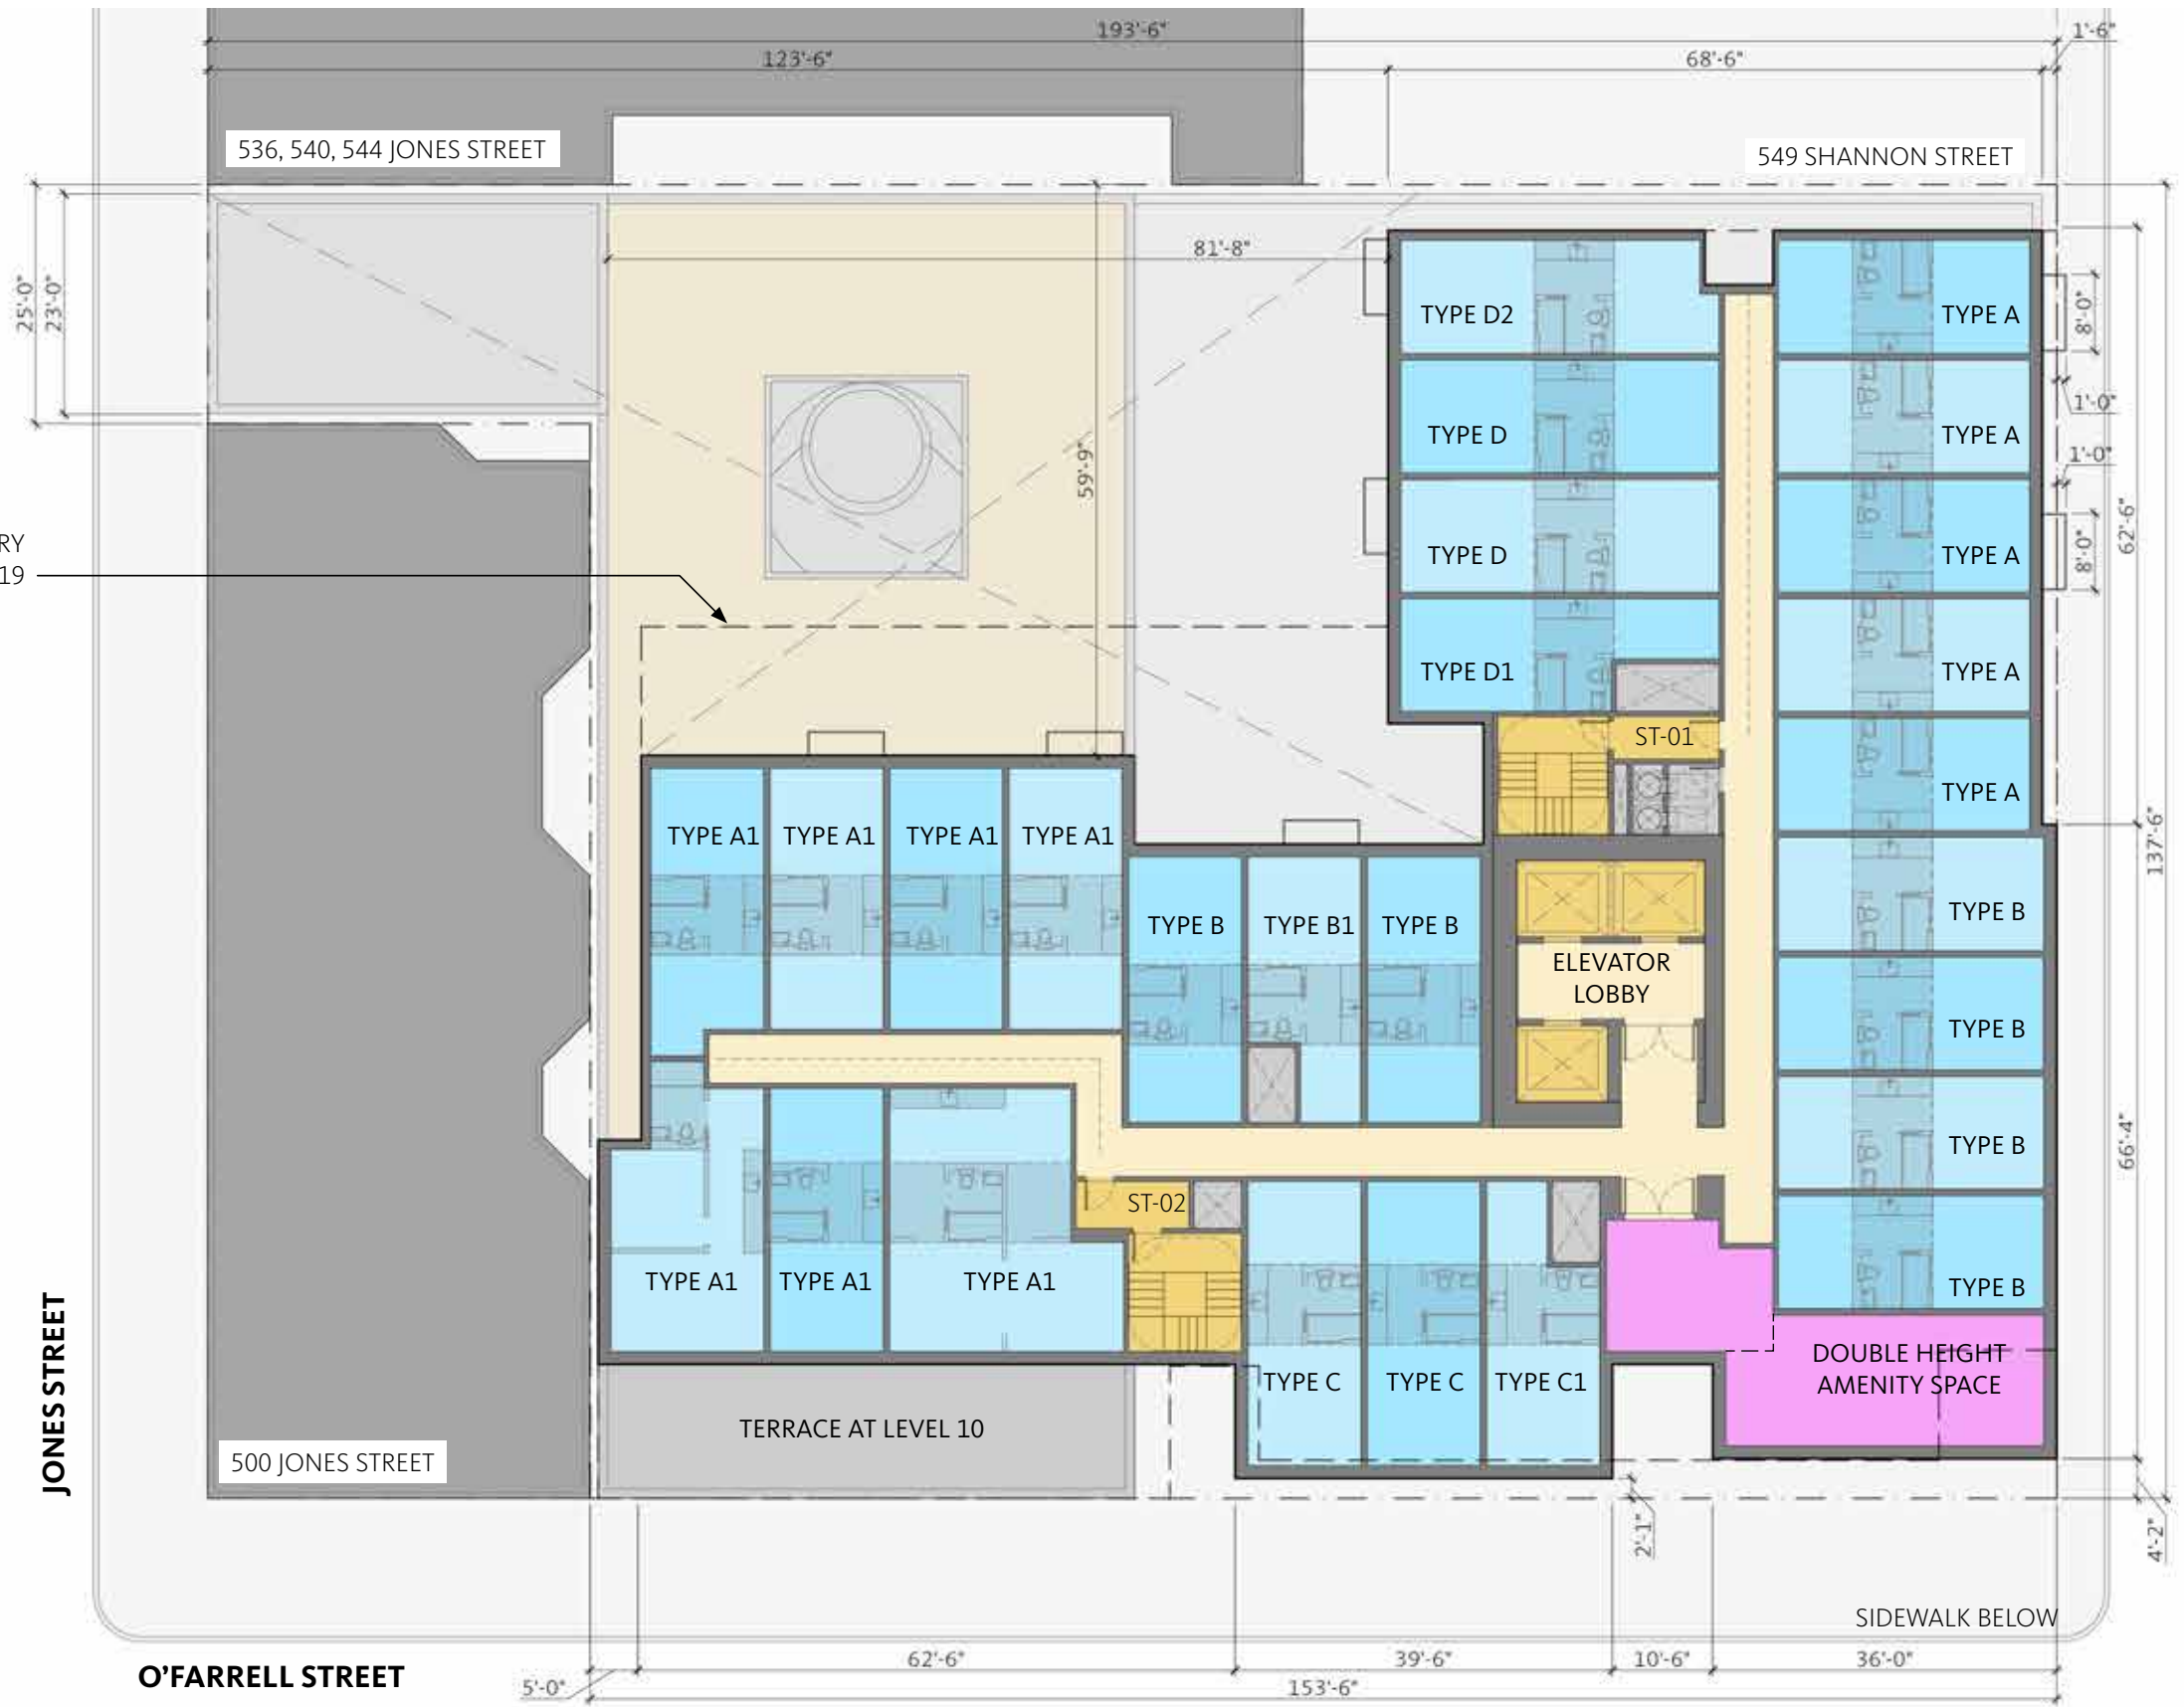 193'-6"
1'-6"
123'-6"
68'-6"
536, 540, 544 JONES STREET
549 SHANNON STREET
81'-8"
25'-0"
23'-0"
TYPE D2
TYPE A
8'-0"
1'-0"
TYPE D
TYPE A
1'-0"
59'-9"
RY
19
TYPE D
TYPE A
8'-0"
62'-6"
TYPE D1
TYPE A
ST-01
TYPE A
137'-6"
TYPE A1
TYPE A1
TYPE A1
TYPE A1
TYPE B
TYPE B1
TYPE B
TYPE B
ELEVATOR
LOBBY
TYPE B
TYPE B
66'-4"
ST-02
TYPE A1
TYPE A1
TYPE A1
TYPE B
TYPE C
TYPE C
TYPE C1
DOUBLE HEIGHT
AMENITY SPACE
TERRACE AT LEVEL 10
500 JONES STREET
JONES STREET
2'-1"
4'-2"
SIDEWALK BELOW
O'FARRELL STREET
5'-0"
62'-6"
39'-6"
10'-6"
36'-0"
153'-6"